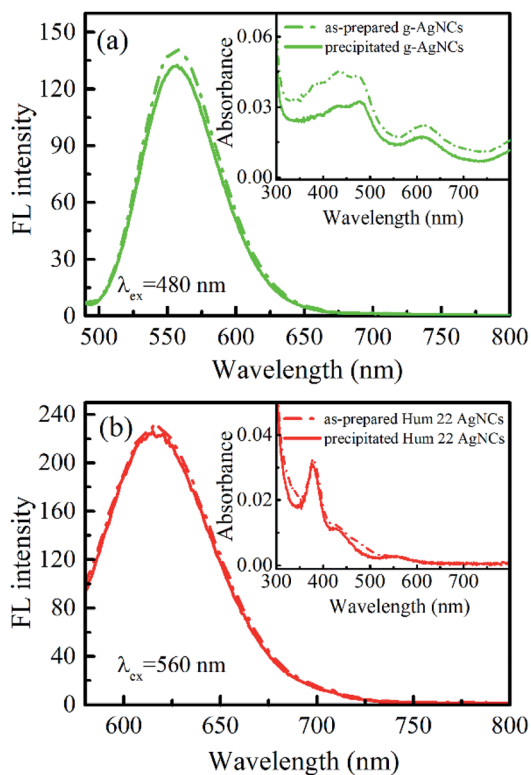 (a)
as-prepared g-AgNCs
precipitated g-AgNCs
FL intensity
150
120
90
60
30
0
Absorbance
0.06
0.03
0.00
300 400 500 600 700
Wavelength (nm)
λex=480 nm
500 550 600 650 700 750 800
Wavelength (nm)
(b)
as-prepared Hum 22 AgNCs
precipitated Hum 22 AgNCs
FL intensity
240
200
160
120
80
40
0
Absorbance
0.04
0.02
0.00
300 400 500 600 700
Wavelength (nm)
λex=560 nm
600 650 700 750 800
Wavelength (nm)